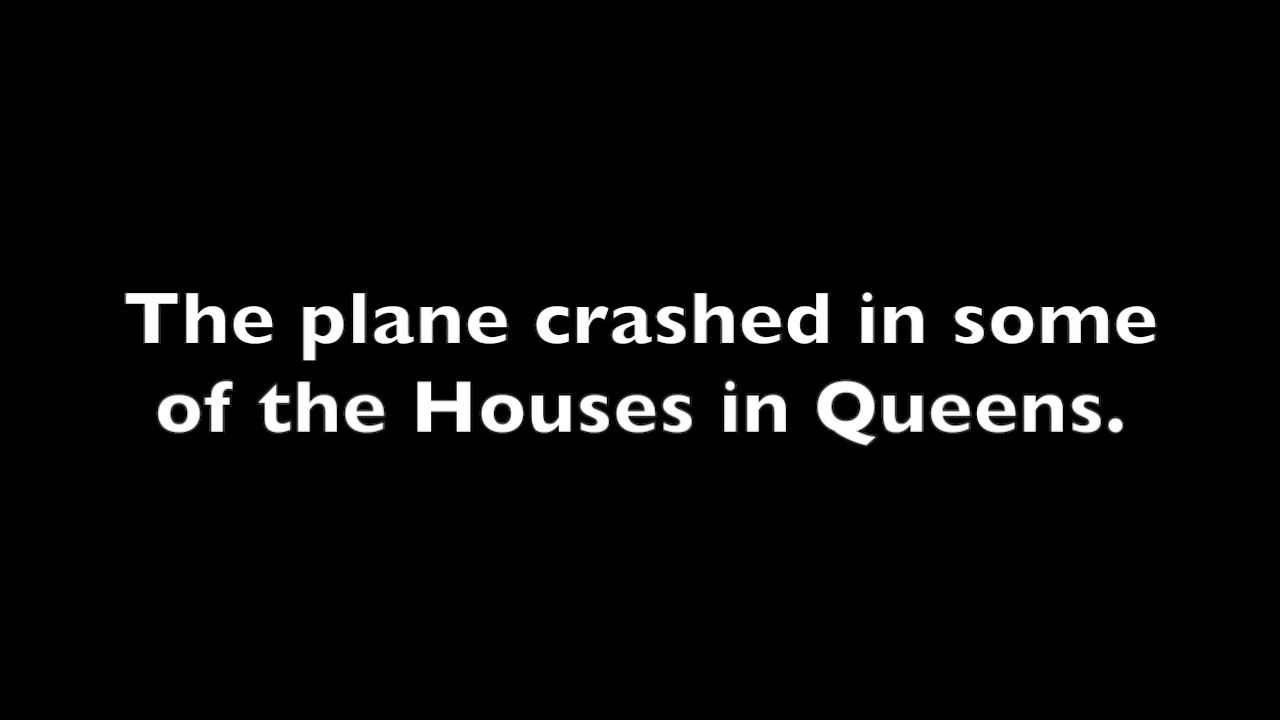 The plane crashed in some
of the Houses in Queens.